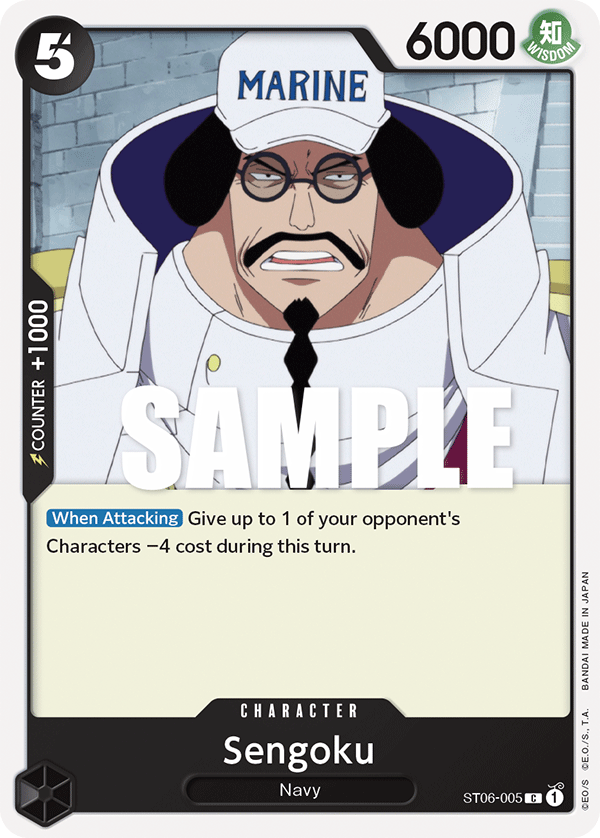 5
6000
知
WISDOM
MARINE
COUNTER +1000
SAMPLE
When Attacking Give up to 1 of your opponent's
Characters −4 cost during this turn.
CHARACTER
Sengoku
Navy
ST06-005 C 1
©EO/S ©E.O./S., T.A. BANDAI MADE IN JAPAN